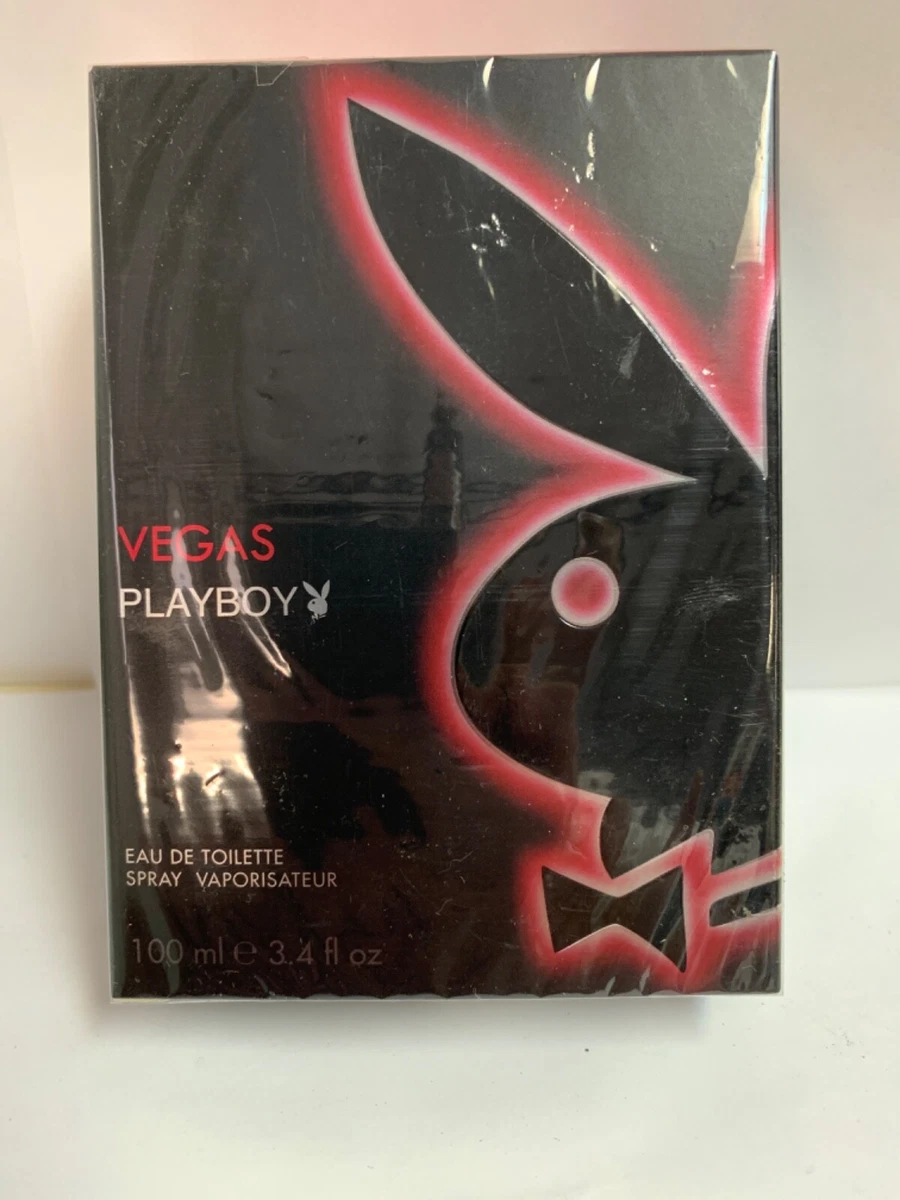 VEGAS
PLAYBOY
EAU DE TOILETTE
SPRAY VAPORISATEUR
100 ml ℮ 3.4 fl oz